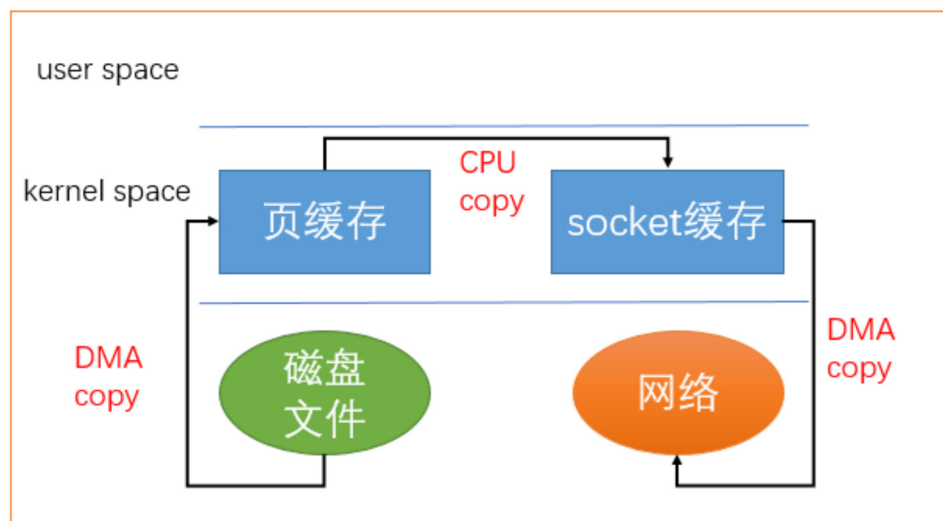 user space
CPU
copy
kernel space
页缓存
socket缓存
DMA
copy
磁盘
文件
网络
DMA
copy